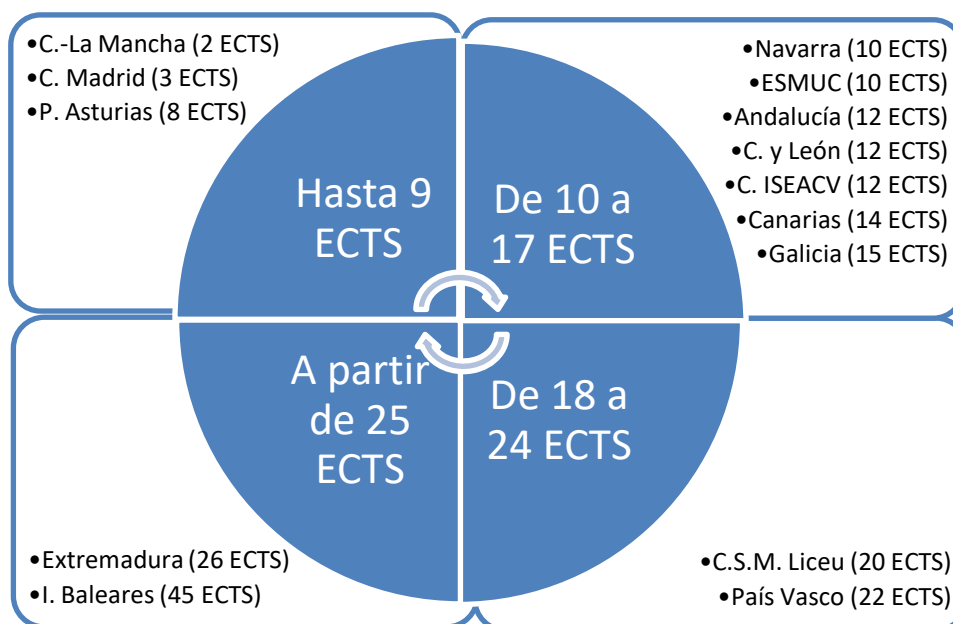 •C.-La Mancha (2 ECTS)
•C. Madrid (3 ECTS)
•P. Asturias (8 ECTS)
Hasta 9
ECTS
•Navarra (10 ECTS)
•ESMUC (10 ECTS)
•Andalucía (12 ECTS)
•C. y León (12 ECTS)
•C. ISEACV (12 ECTS)
•Canarias (14 ECTS)
•Galicia (15 ECTS)
De 10 a
17 ECTS
A partir
de 25
ECTS
•Extremadura (26 ECTS)
•I. Baleares (45 ECTS)
De 18 a
24 ECTS
•C.S.M. Liceu (20 ECTS)
•País Vasco (22 ECTS)